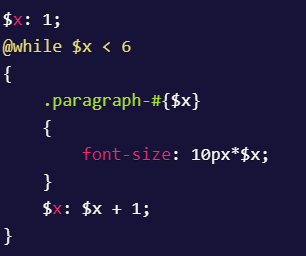 $x: 1;
@while $x < 6
{
    .paragraph-#{$x}
    {
        font-size: 10px*$x;
    }
    $x: $x + 1;
}